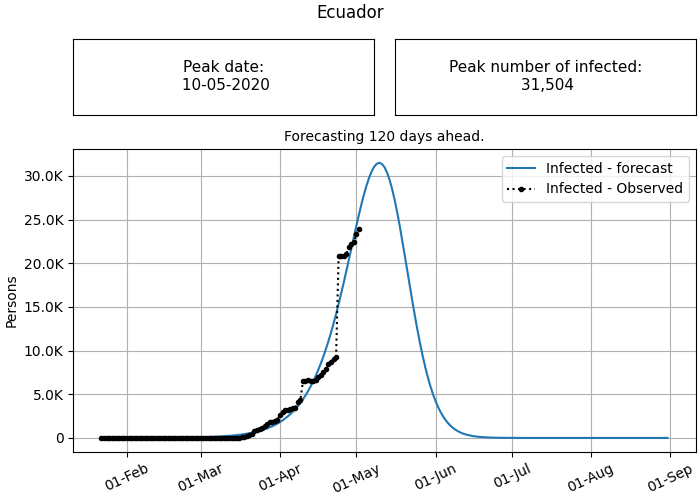 Ecuador
Peak date:
10-05-2020
Peak number of infected:
31,504
Forecasting 120 days ahead.
Infected - forecast
Infected - Observed
30.0K
25.0K
20.0K
15.0K
10.0K
5.0K
0
Persons
01-Feb
01-Mar
01-Apr
01-May
01-Jun
01-Jul
01-Aug
01-Sep